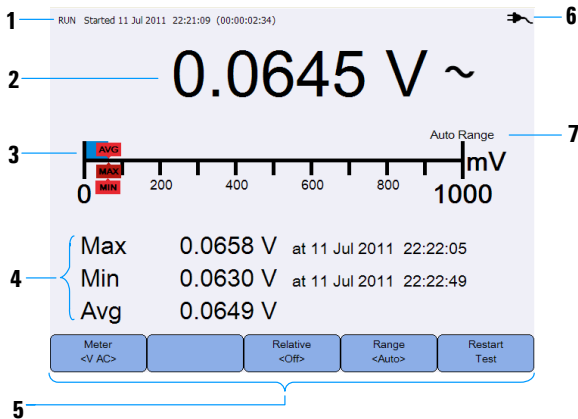 1
RUN Started 11 Jul 2011 22:21:09 (00:00:02:34)
6
2
0.0645 V ~
7
Auto Range
3
AVG
MAX
MIN
mV
0
200
400
600
800
1000
4
Max 0.0658 V at 11 Jul 2011 22:22:05
Min 0.0630 V at 11 Jul 2011 22:22:49
Avg 0.0649 V
Meter
<V AC>
Relative
<Off>
Range
<Auto>
Restart
Test
5